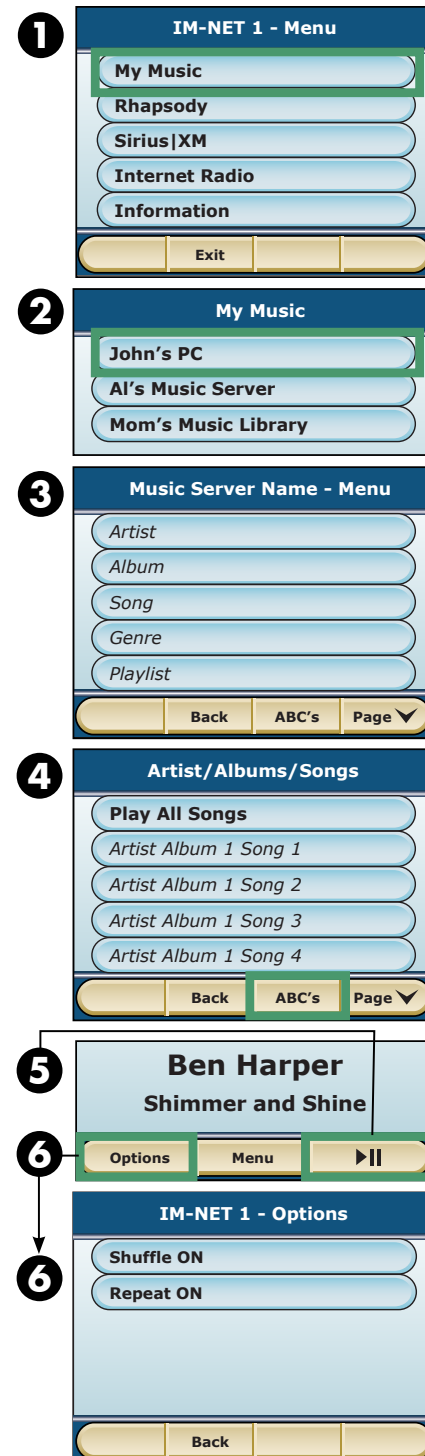 1
IM-NET 1 - Menu
My Music
Rhapsody
Sirius|XM
Internet Radio
Information
Exit
2
My Music
John's PC
Al's Music Server
Mom's Music Library
3
Music Server Name - Menu
Artist
Album
Song
Genre
Playlist
Back ABC's Page
4
Artist/Albums/Songs
Play All Songs
Artist Album 1 Song 1
Artist Album 1 Song 2
Artist Album 1 Song 3
Artist Album 1 Song 4
Back ABC's Page
5
Ben Harper
Shimmer and Shine
6
Options Menu
IM-NET 1 - Options
6
Shuffle ON
Repeat ON
Back